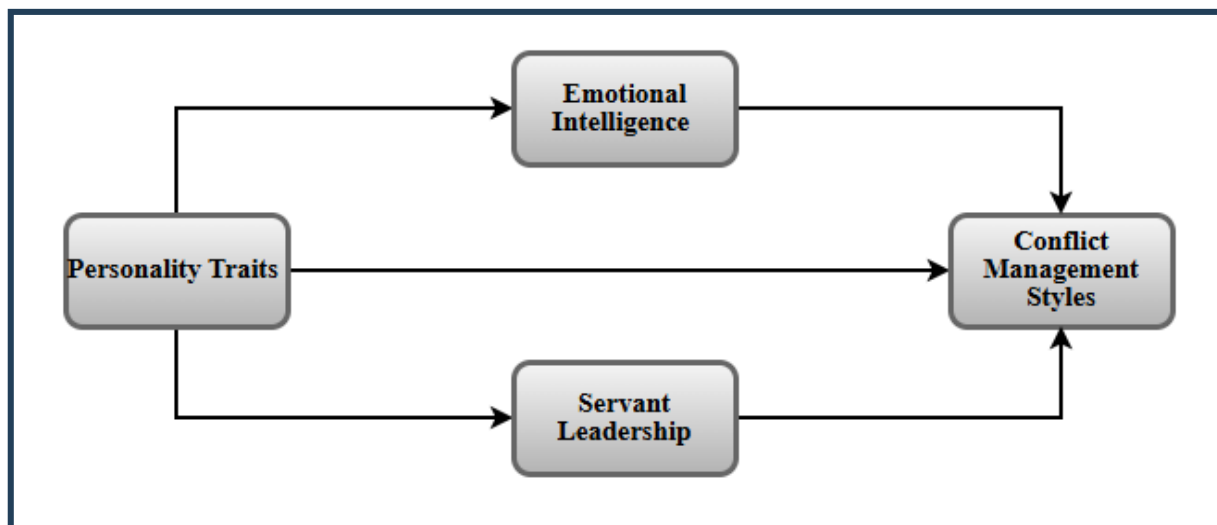 Emotional
Intelligence
Personality Traits
Conflict
Management
Styles
Servant
Leadership